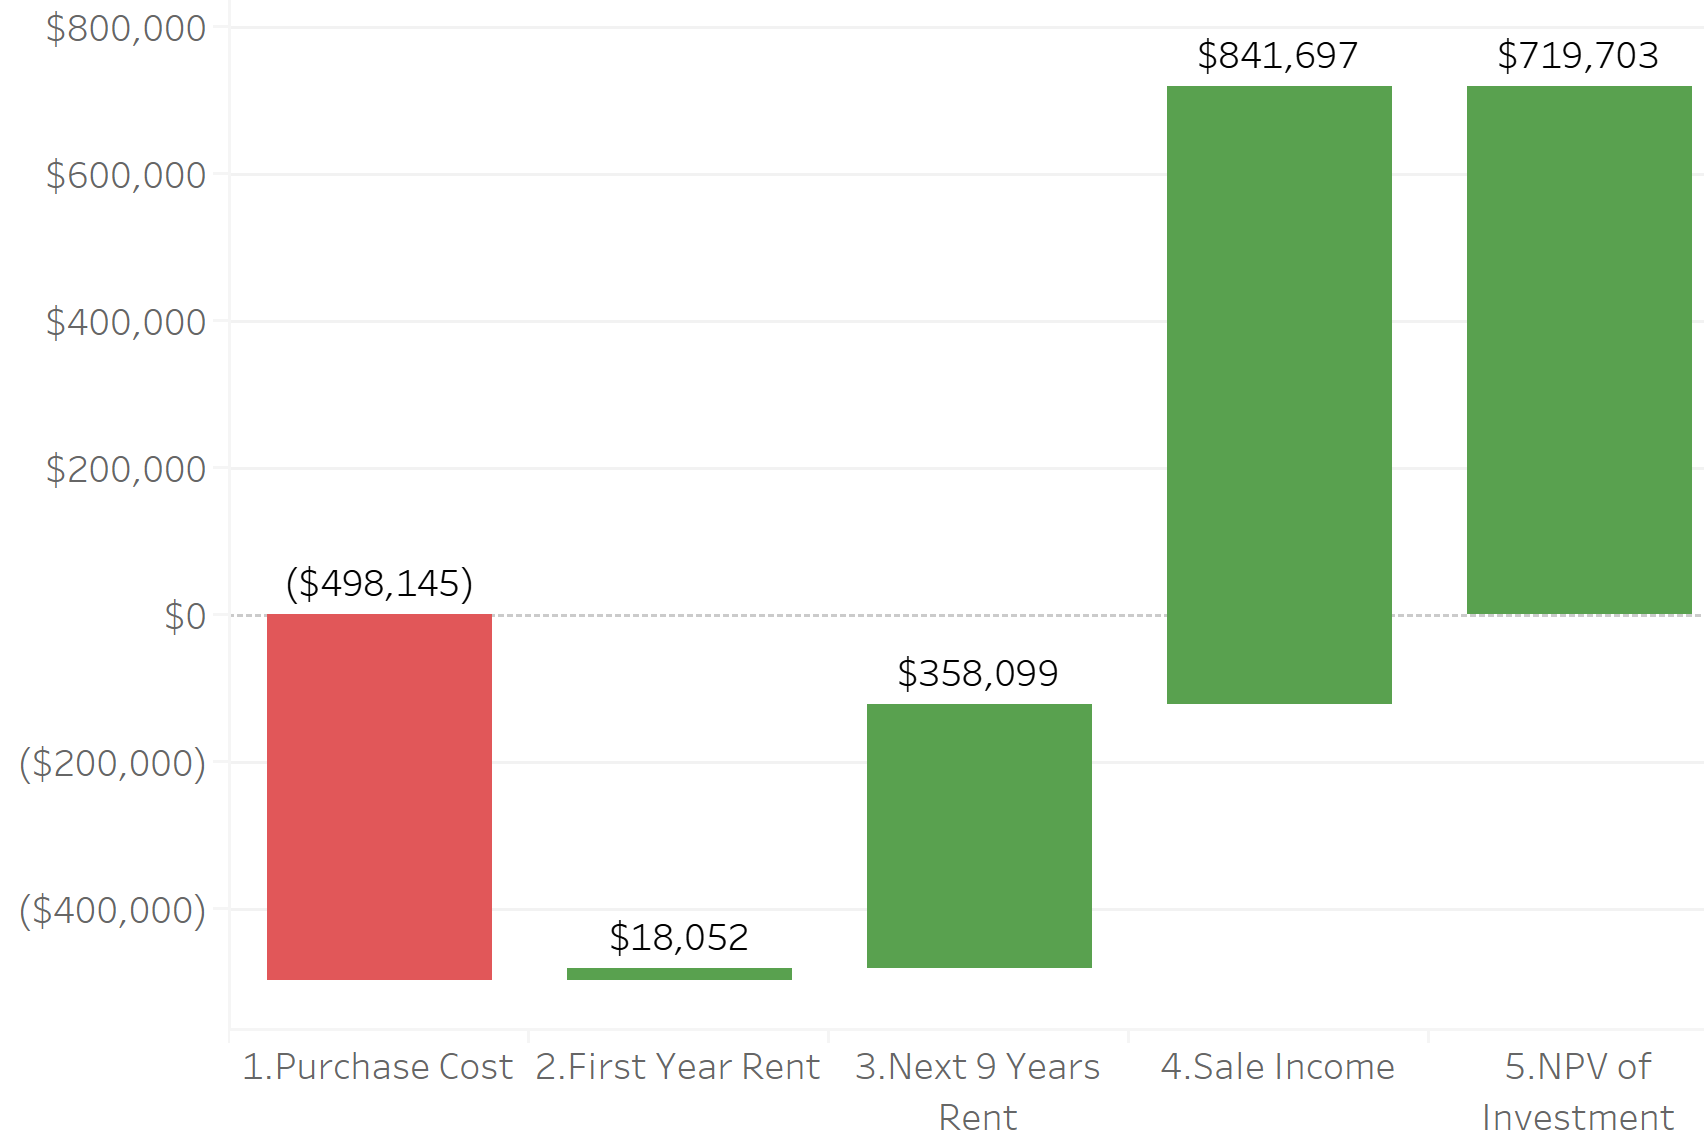 $800,000
$600,000
$400,000
$200,000
$0
($200,000)
($400,000)
($498,145)
$18,052
$358,099
$841,697
$719,703
1.Purchase Cost
2.First Year Rent
3.Next 9 Years
Rent
4.Sale Income
5.NPV of
Investment